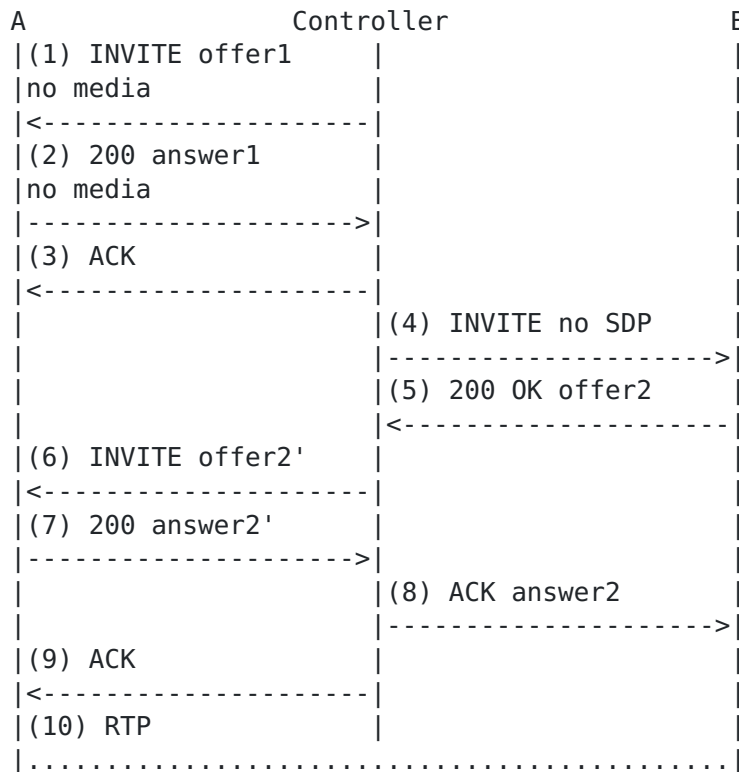 A Controller
(1) INVITE offer1
no media
(2) 200 answer1
no media
(3) ACK
(4) INVITE no SDP
(5) 200 OK offer2
(6) INVITE offer2'
(7) 200 answer2'
(8) ACK answer2
(9) ACK
(10) RTP